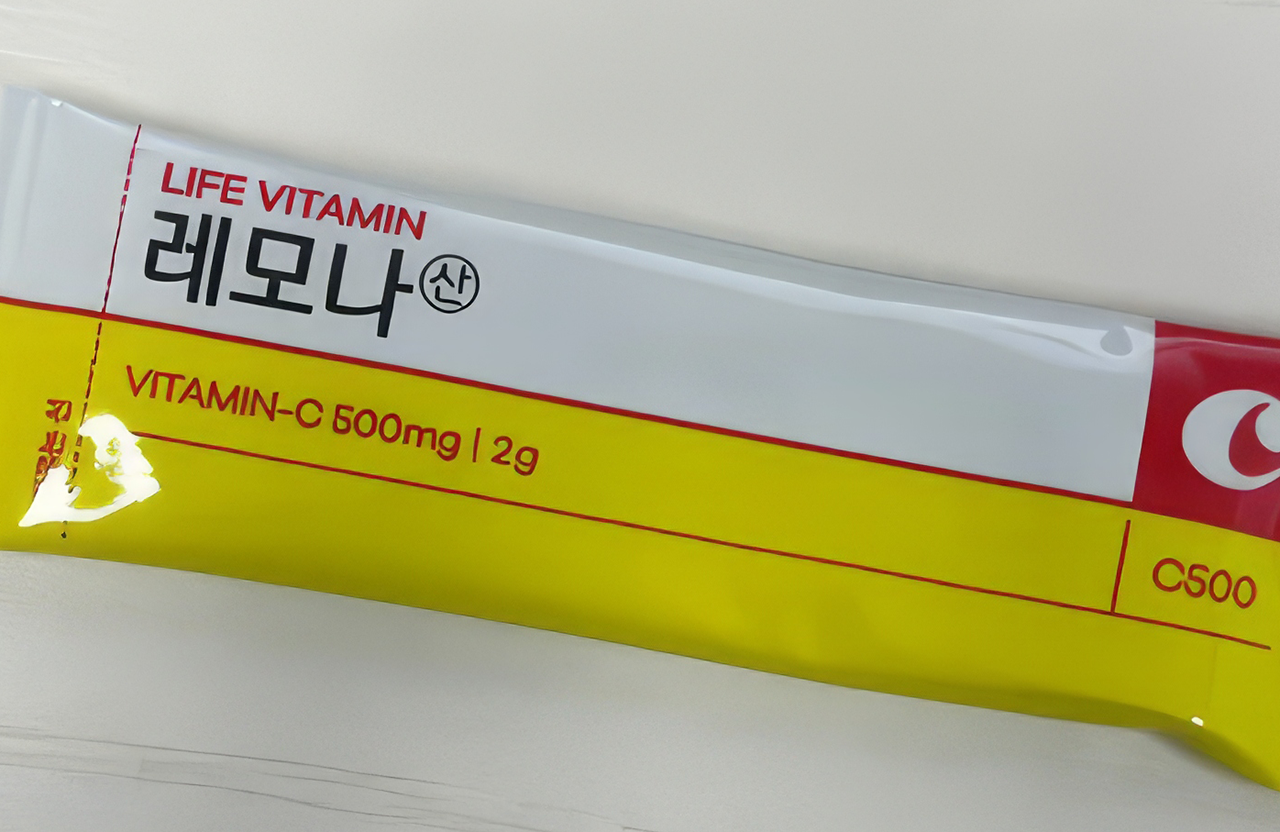 LIFE VITAMIN
레모나 산
VITAMIN-C 500mg | 2g
C500